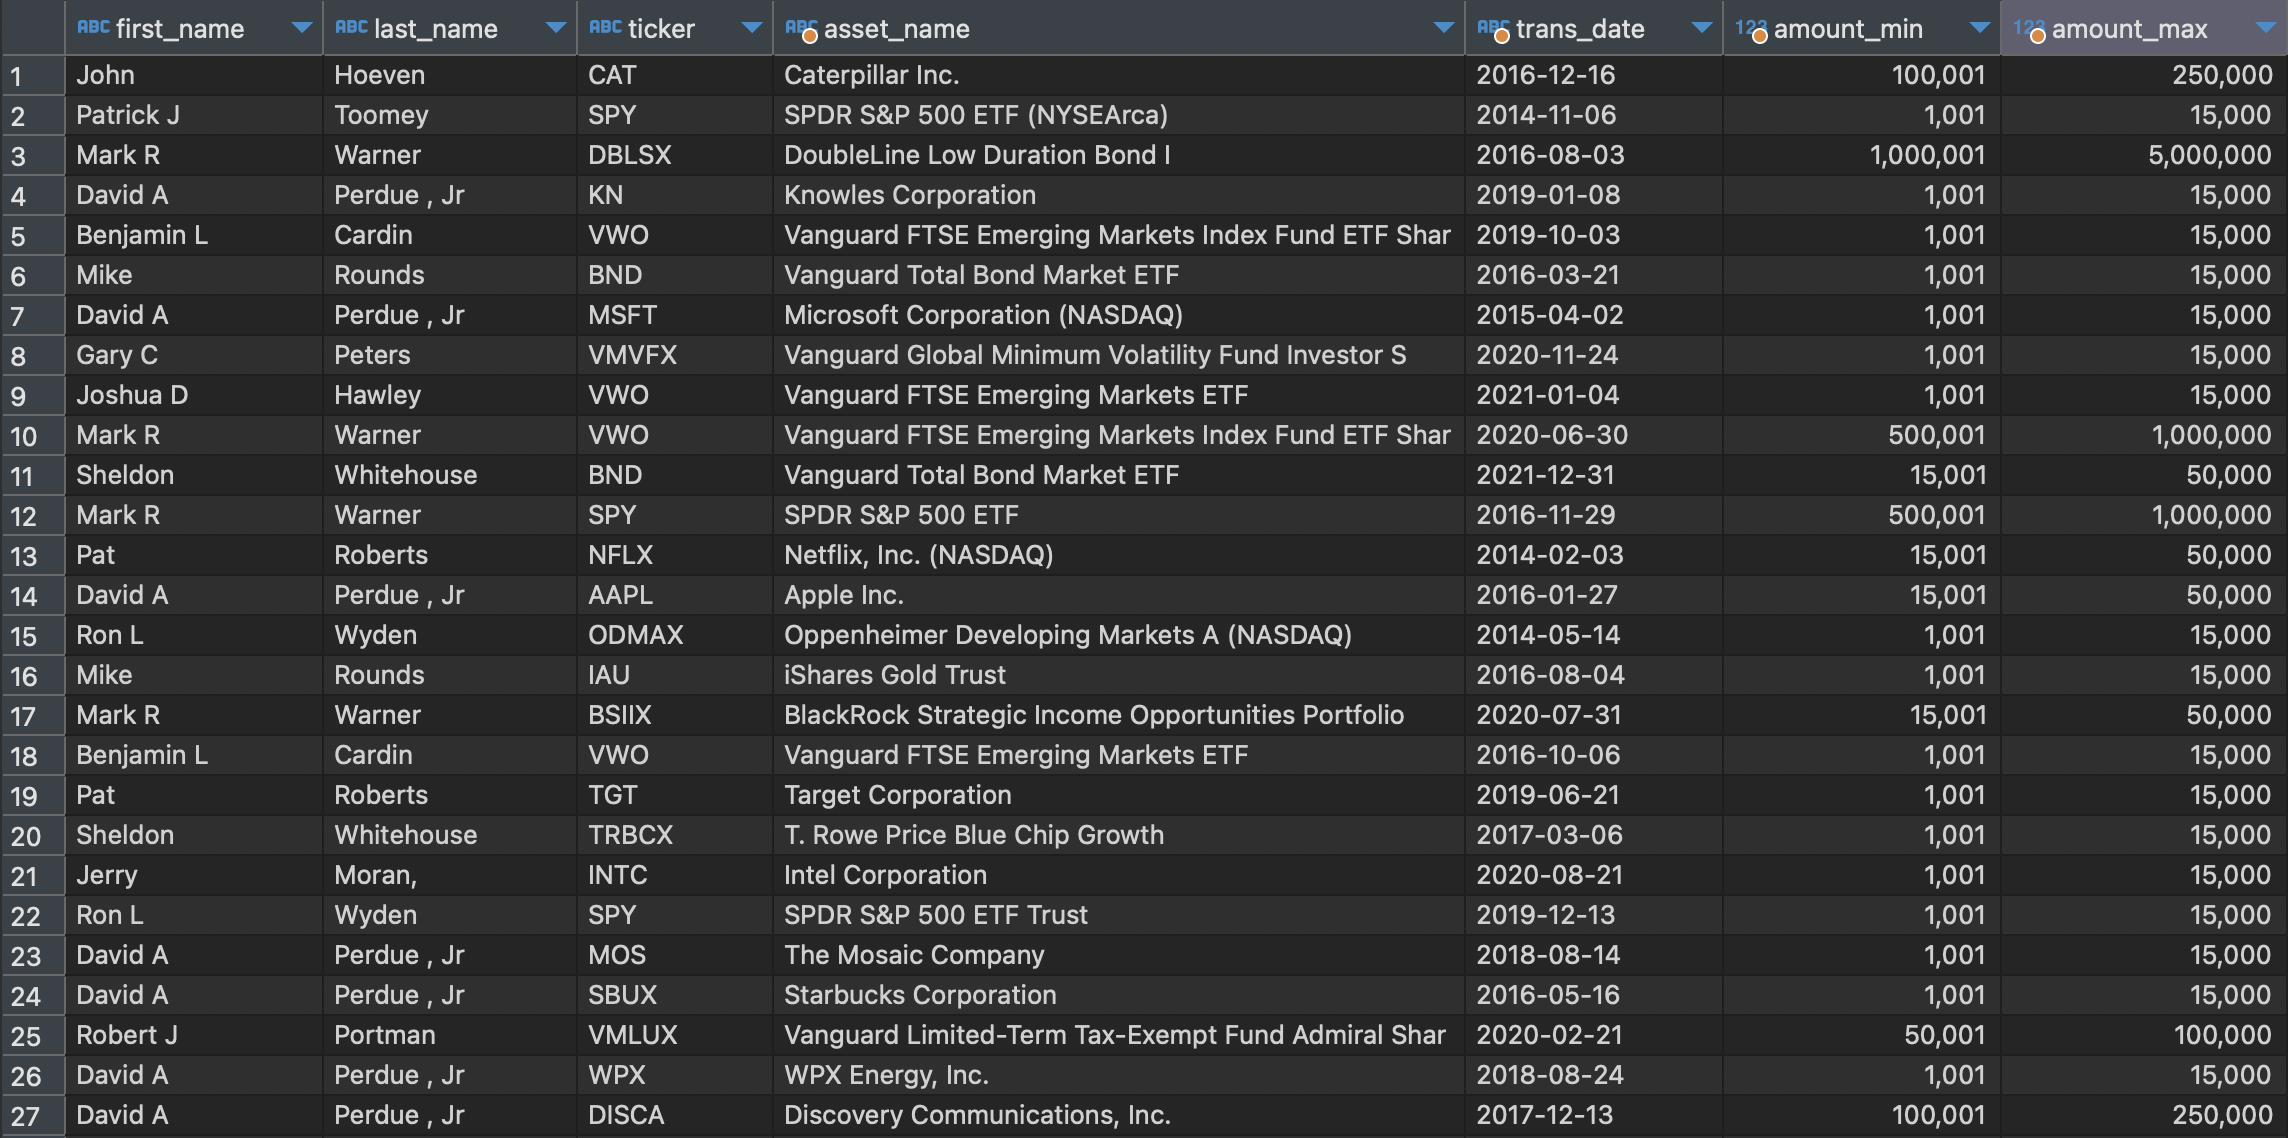 ABC first_name ABC last_name ABC ticker ABC asset_name ABC trans_date 123 amount_min 123 amount_max
1 John Hoeven CAT Caterpillar Inc. 2016-12-16 100,001 250,000
2 Patrick J Toomey SPY SPDR S&P 500 ETF (NYSEArca) 2014-11-06 1,001 15,000
3 Mark R Warner DBLSX DoubleLine Low Duration Bond I 2016-08-03 1,000,001 5,000,000
4 David A Perdue , Jr KN Knowles Corporation 2019-01-08 1,001 15,000
5 Benjamin L Cardin VWO Vanguard FTSE Emerging Markets Index Fund ETF Shar 2019-10-03 1,001 15,000
6 Mike Rounds BND Vanguard Total Bond Market ETF 2016-03-21 1,001 15,000
7 David A Perdue , Jr MSFT Microsoft Corporation (NASDAQ) 2015-04-02 1,001 15,000
8 Gary C Peters VMVFX Vanguard Global Minimum Volatility Fund Investor S 2020-11-24 1,001 15,000
9 Joshua D Hawley VWO Vanguard FTSE Emerging Markets ETF 2021-01-04 1,001 15,000
10 Mark R Warner VWO Vanguard FTSE Emerging Markets Index Fund ETF Shar 2020-06-30 500,001 1,000,000
11 Sheldon Whitehouse BND Vanguard Total Bond Market ETF 2021-12-31 15,001 50,000
12 Mark R Warner SPY SPDR S&P 500 ETF 2016-11-29 500,001 1,000,000
13 Pat Roberts NFLX Netflix, Inc. (NASDAQ) 2014-02-03 15,001 50,000
14 David A Perdue , Jr AAPL Apple Inc. 2016-01-27 15,001 50,000
15 Ron L Wyden ODMAX Oppenheimer Developing Markets A (NASDAQ) 2014-05-14 1,001 15,000
16 Mike Rounds IAU iShares Gold Trust 2016-08-04 1,001 15,000
17 Mark R Warner BSIIX BlackRock Strategic Income Opportunities Portfolio 2020-07-31 15,001 50,000
18 Benjamin L Cardin VWO Vanguard FTSE Emerging Markets ETF 2016-10-06 1,001 15,000
19 Pat Roberts TGT Target Corporation 2019-06-21 1,001 15,000
20 Sheldon Whitehouse TRBCX T. Rowe Price Blue Chip Growth 2017-03-06 1,001 15,000
21 Jerry Moran, INTC Intel Corporation 2020-08-21 1,001 15,000
22 Ron L Wyden SPY SPDR S&P 500 ETF Trust 2019-12-13 1,001 15,000
23 David A Perdue , Jr MOS The Mosaic Company 2018-08-14 1,001 15,000
24 David A Perdue , Jr SBUX Starbucks Corporation 2016-05-16 1,001 15,000
25 Robert J Portman VMLUX Vanguard Limited-Term Tax-Exempt Fund Admiral Shar 2020-02-21 50,001 100,000
26 David A Perdue , Jr WPX WPX Energy, Inc. 2018-08-24 1,001 15,000
27 David A Perdue , Jr DISCA Discovery Communications, Inc. 2017-12-13 100,001 250,000